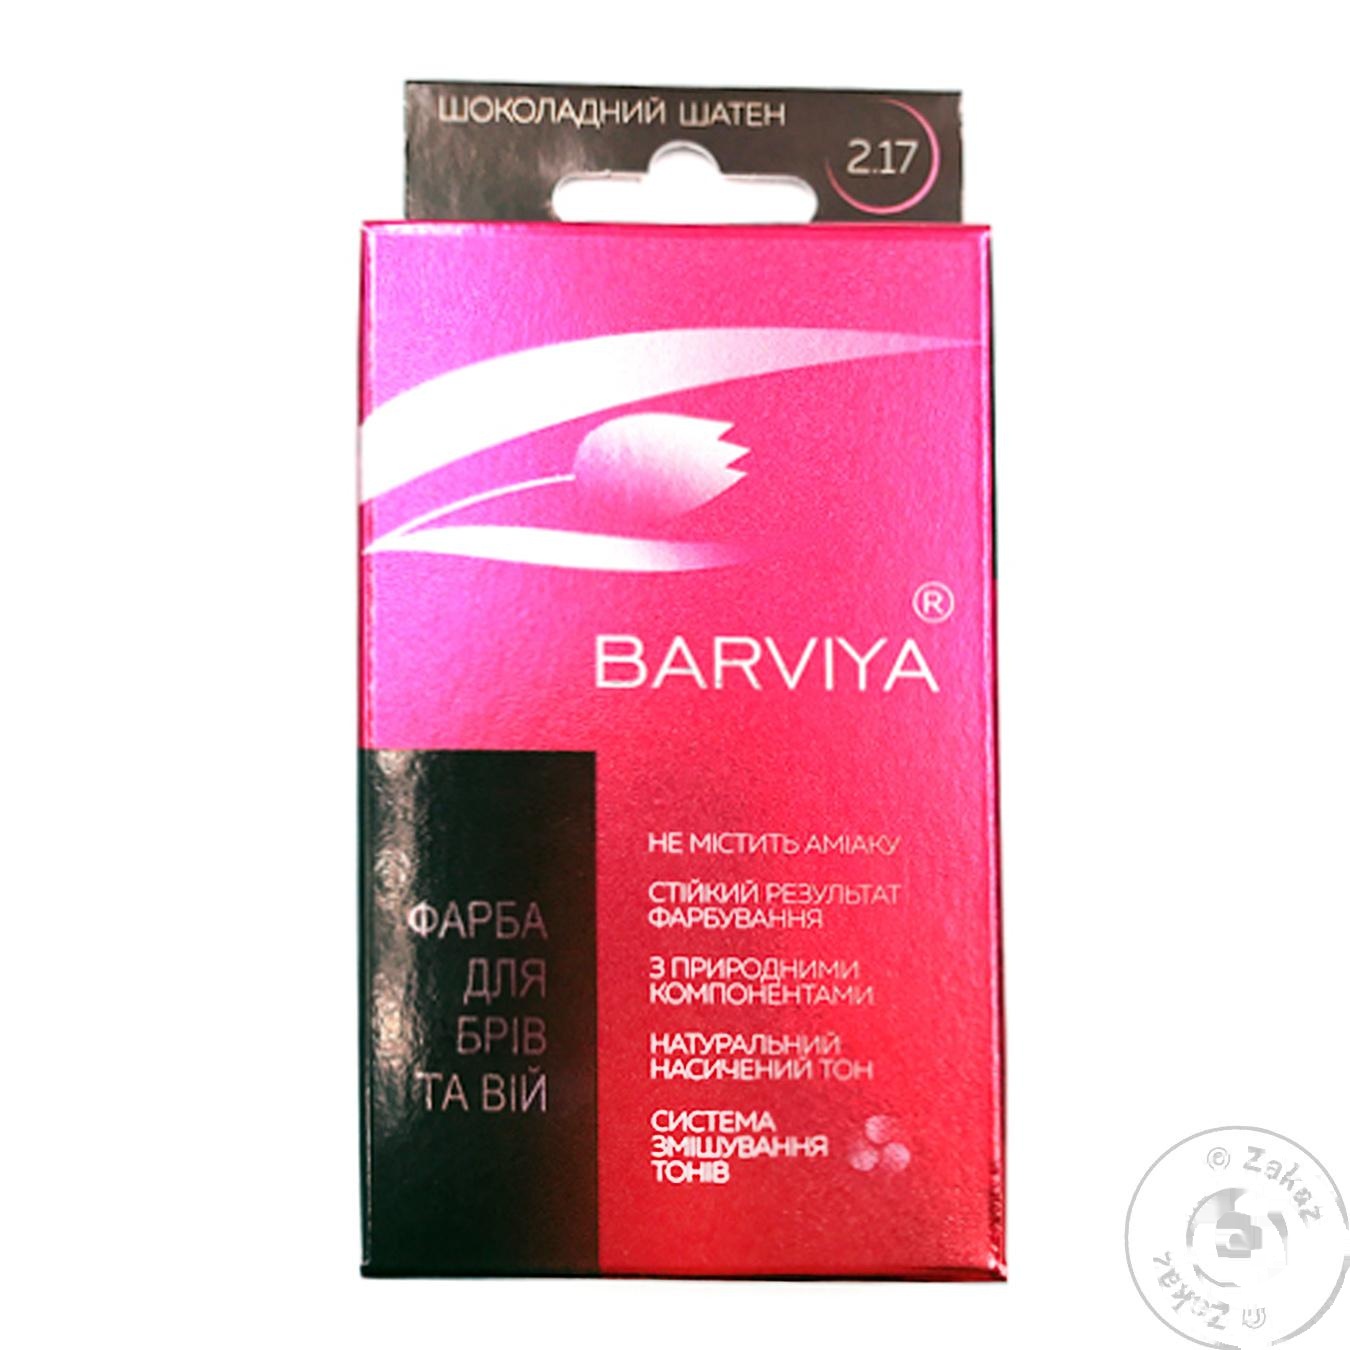 ШОКОЛАДНИЙ ШАТЕН
2.17
®
BARVIYA
НЕ МІСТИТЬ АМІАКУ
СТІЙКИЙ РЕЗУЛЬТАТ
ФАРБУВАННЯ
З ПРИРОДНИМИ
КОМПОНЕНТАМИ
НАТУРАЛЬНИЙ
НАСИЧЕНИЙ ТОН
СИСТЕМА
ЗМІШУВАННЯ
ТОНІВ
ФАРБА
ДЛЯ
БРІВ
ТА ВІЙ
© Zakaz
© Zakaz